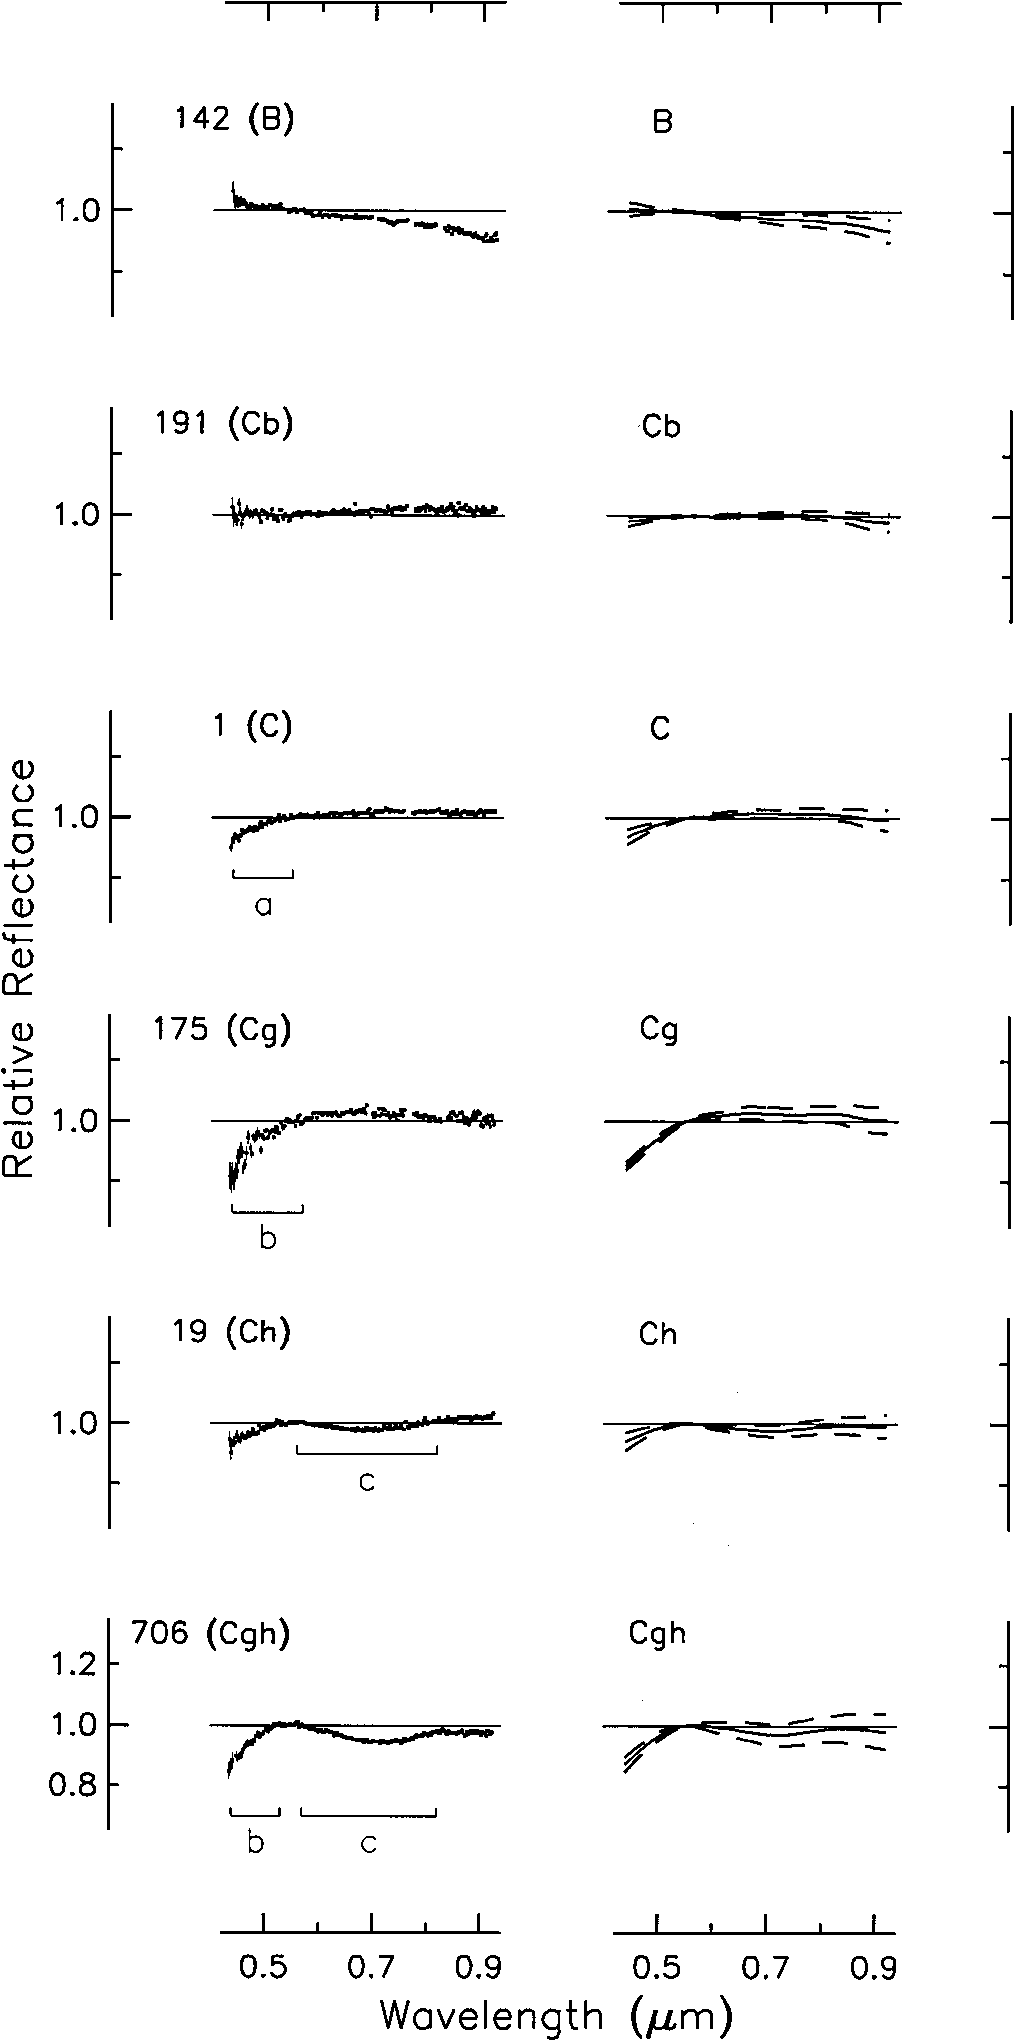 142 (B) B
1.0
191 (Cb) Cb
1.0
1 (C) C
1.0
a
175 (Cg) Cg
1.0
b
19 (Ch) Ch
1.0
c
706 (Cgh) Cgh
1.2
1.0
0.8
b c
0.5 0.7 0.9 0.5 0.7 0.9
Wavelength (μm)
Relative Reflectance